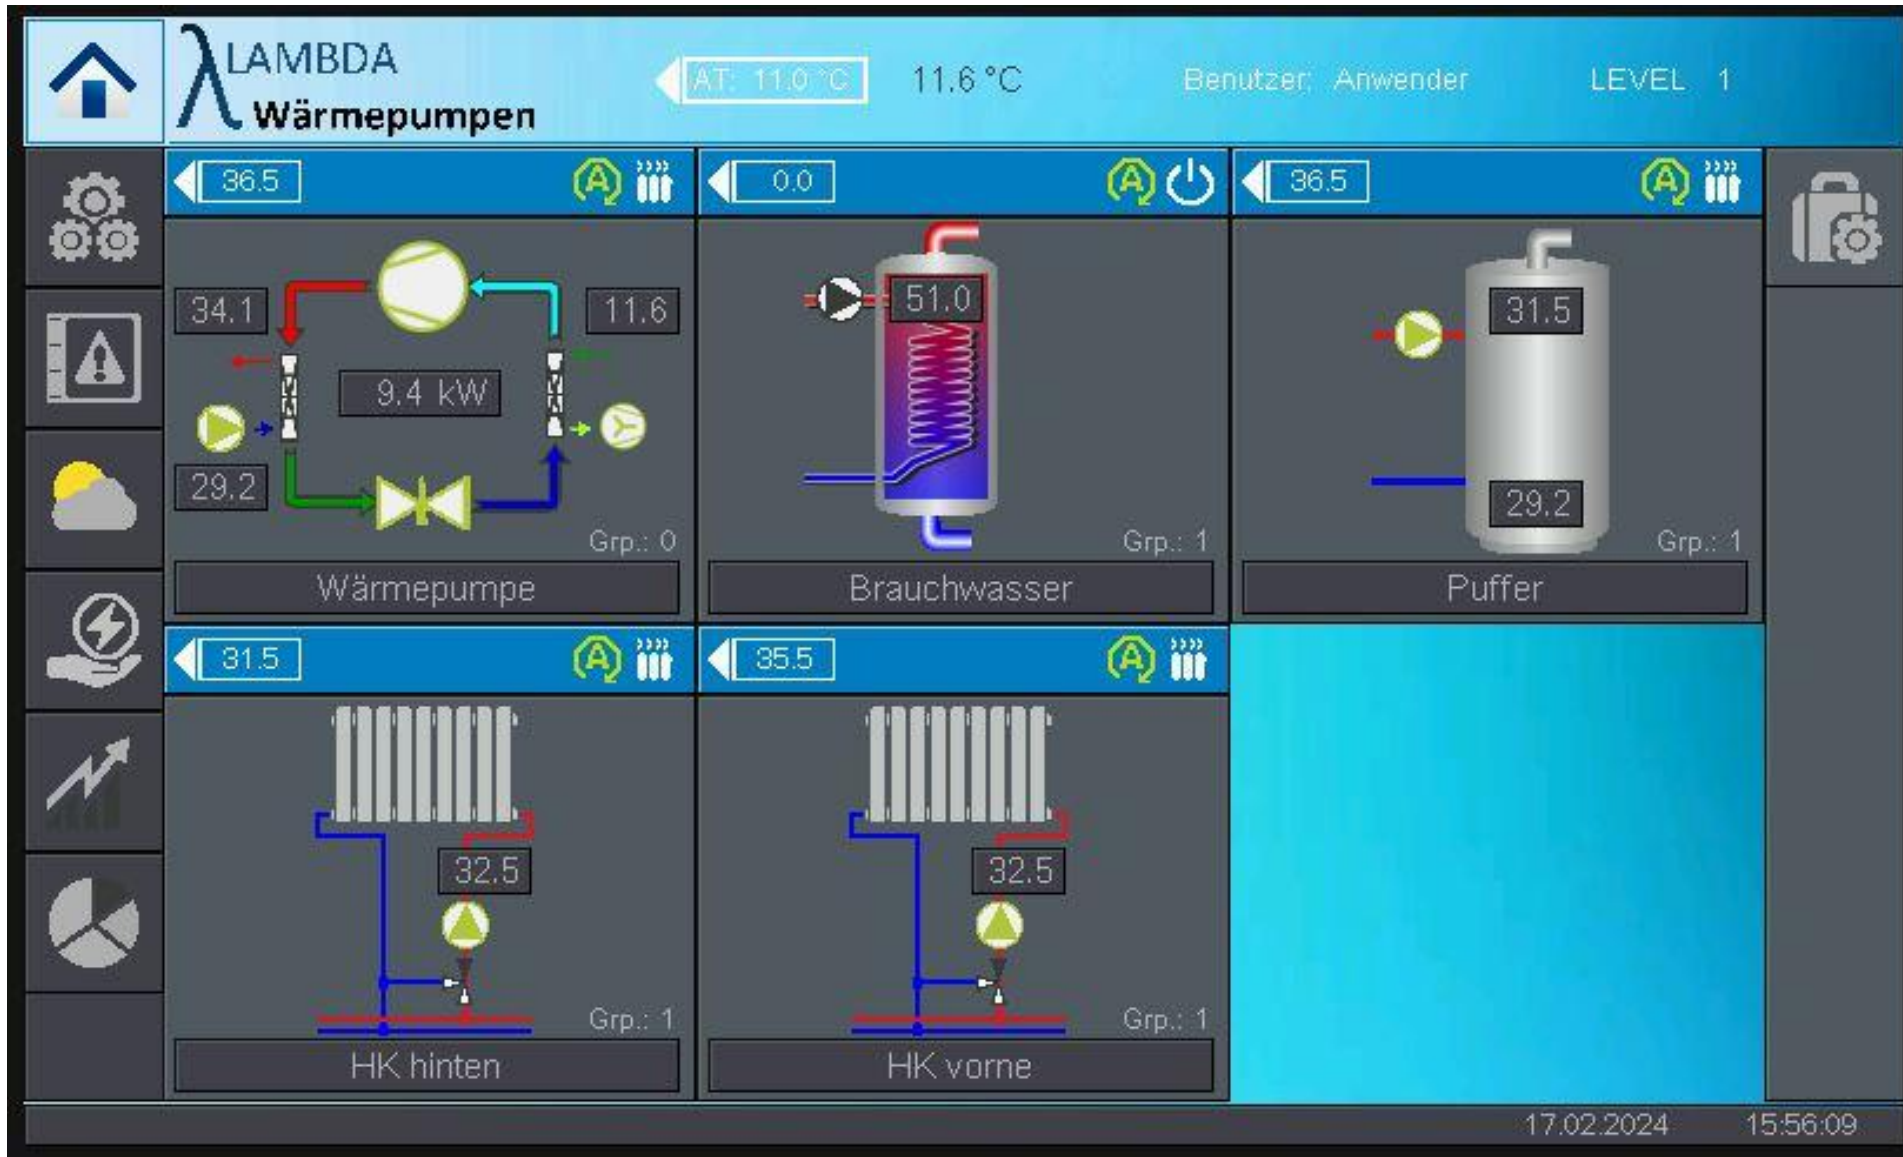 LAMBDA
Wärmepumpen
AT: 11.0 °C
11.6 °C
Benutzer: Anwender
LEVEL 1
36.5
A
0.0
A
36.5
A
34.1
11.6
9.4 kW
29.2
Grp.: 0
Wärmepumpe
51.0
Grp.: 1
Brauchwasser
31.5
29.2
Grp.: 1
Puffer
31.5
A
35.5
A
32.5
Grp.: 1
HK hinten
32.5
Grp.: 1
HK vorne
17.02.2024
15:56:09